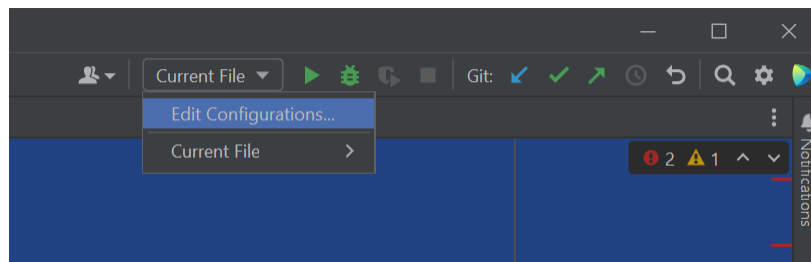 Current File
Git:
Edit Configurations...
Current File
2
1
Notifications